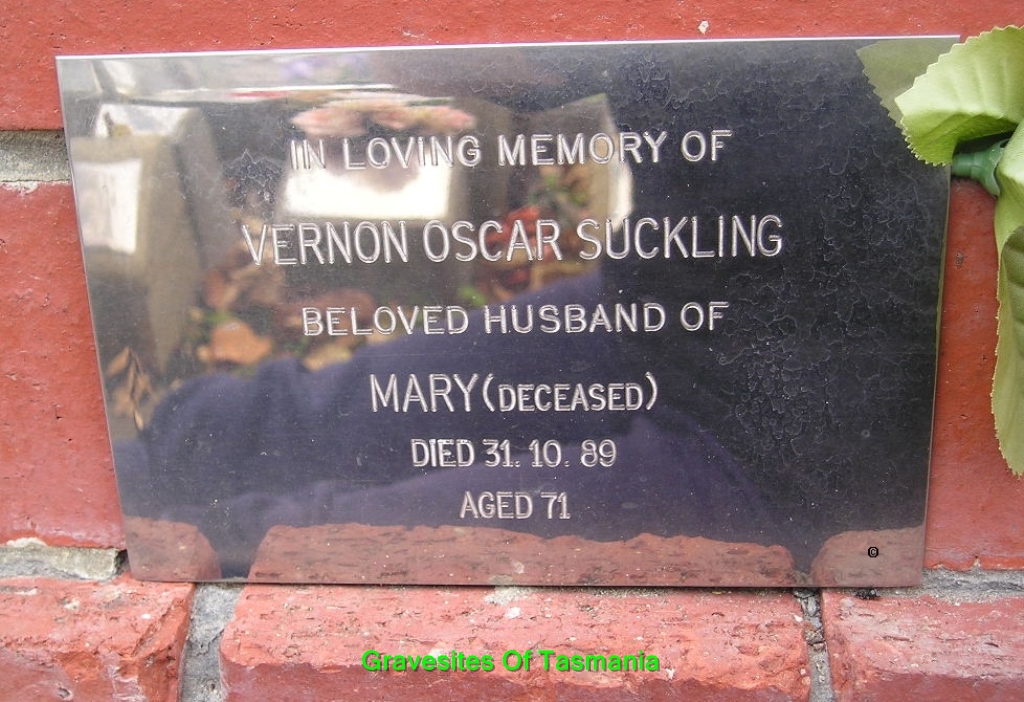 IN LOVING MEMORY OF
VERNON OSCAR SUCKLING
BELOVED HUSBAND OF
MARY (DECEASED)
DIED 31. 10. 89
AGED 71
©
Gravesites Of Tasmania